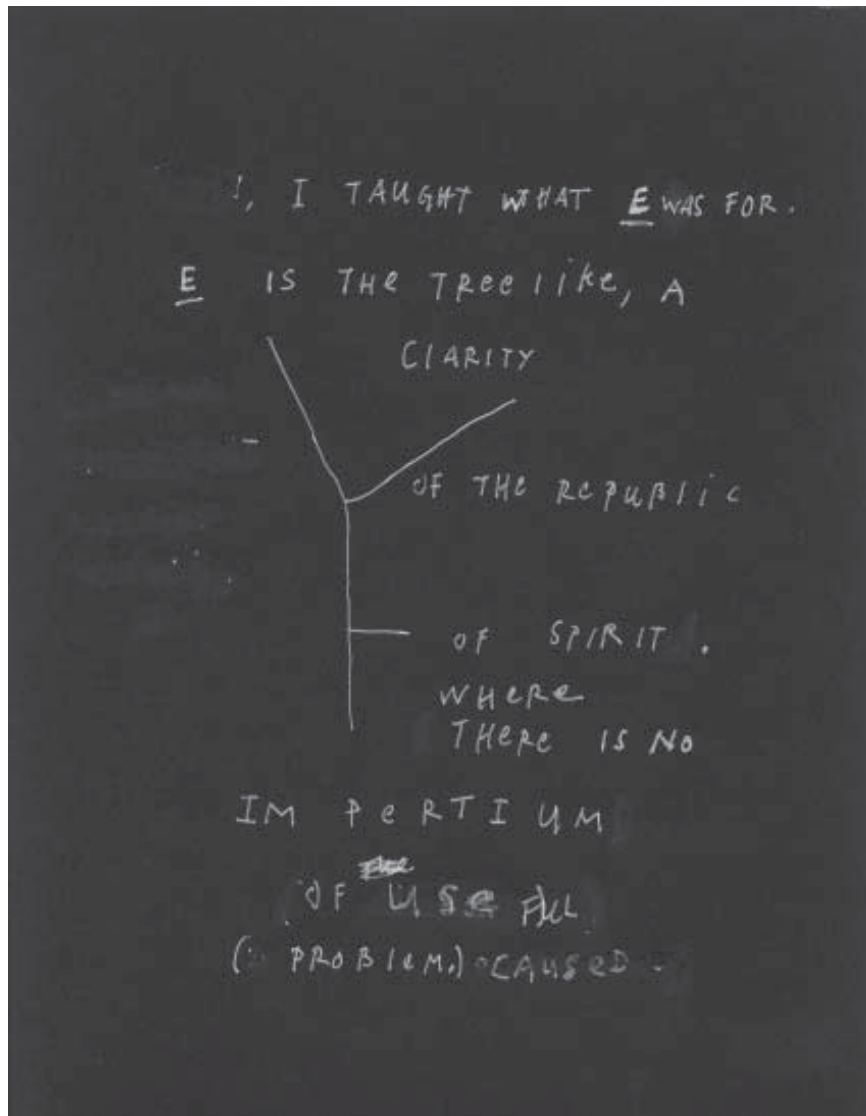 !, I TAUGHT WHAT E WAS FOR.
E IS THe TRee like, A
ClARITY
OF THe RepuBlic
OF SPIRIT.
WHeRe
THeRe IS NO
IM PeRTIUM
OF USe FUL
( PROBleM.) CAUSeD.